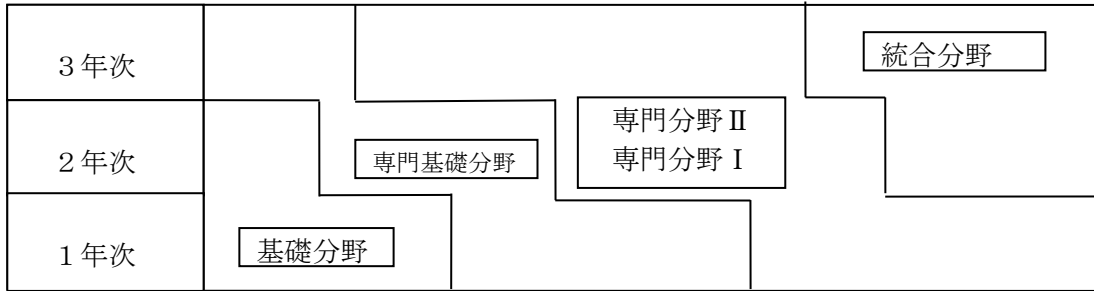 ３年次
統合分野
２年次
専門基礎分野
専門分野Ⅱ
専門分野Ⅰ
１年次
基礎分野